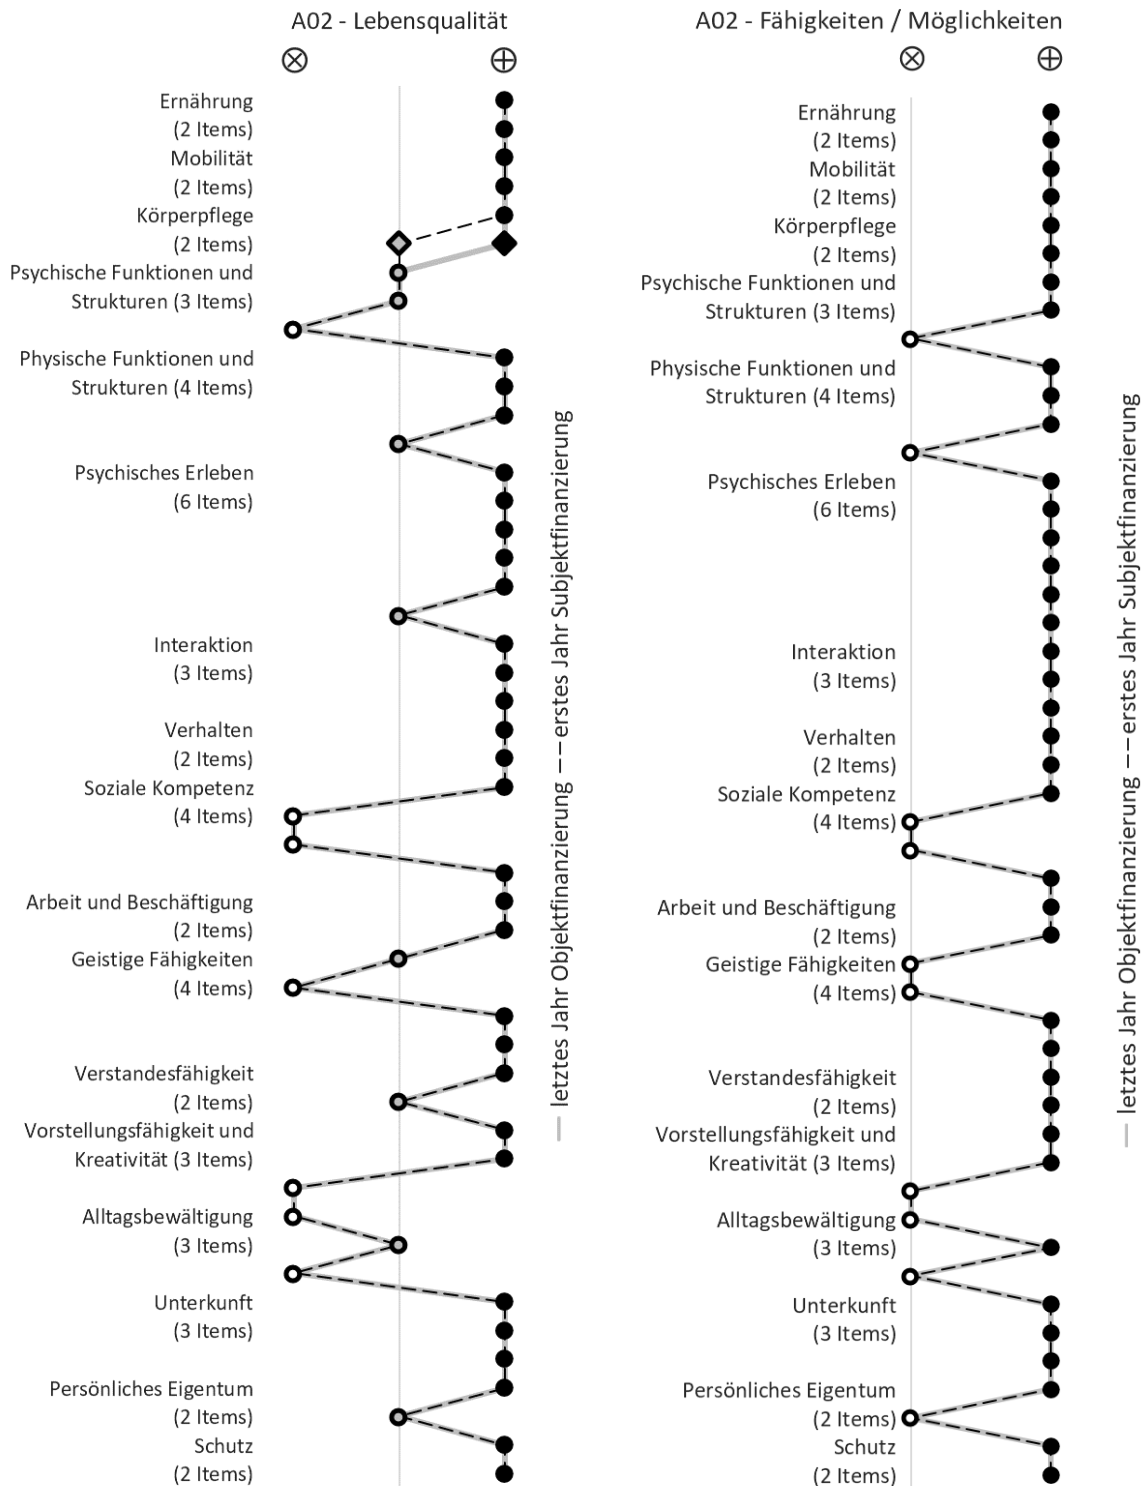 A02 - Lebensqualität
Ernährung
(2 Items)
Mobilität
(2 Items)
Körperpflege
(2 Items)
Psychische Funktionen und
Strukturen (3 Items)
Physische Funktionen und
Strukturen (4 Items)
Psychisches Erleben
(6 Items)
Interaktion
(3 Items)
Verhalten
(2 Items)
Soziale Kompetenz
(4 Items)
Arbeit und Beschäftigung
(2 Items)
Geistige Fähigkeiten
(4 Items)
Verstandesfähigkeit
(2 Items)
Vorstellungsfähigkeit und
Kreativität (3 Items)
Alltagsbewältigung
(3 Items)
Unterkunft
(3 Items)
Persönliches Eigentum
(2 Items)
Schutz
(2 Items)
letztes Jahr Objektfinanzierung erstes Jahr Subjektfinanzierung
A02 - Fähigkeiten / Möglichkeiten
Ernährung
(2 Items)
Mobilität
(2 Items)
Körperpflege
(2 Items)
Psychische Funktionen und
Strukturen (3 Items)
Physische Funktionen und
Strukturen (4 Items)
Psychisches Erleben
(6 Items)
Interaktion
(3 Items)
Verhalten
(2 Items)
Soziale Kompetenz
(4 Items)
Arbeit und Beschäftigung
(2 Items)
Geistige Fähigkeiten
(4 Items)
Verstandesfähigkeit
(2 Items)
Vorstellungsfähigkeit und
Kreativität (3 Items)
Alltagsbewältigung
(3 Items)
Unterkunft
(3 Items)
Persönliches Eigentum
(2 Items)
Schutz
(2 Items)
letztes Jahr Objektfinanzierung erstes Jahr Subjektfinanzierung